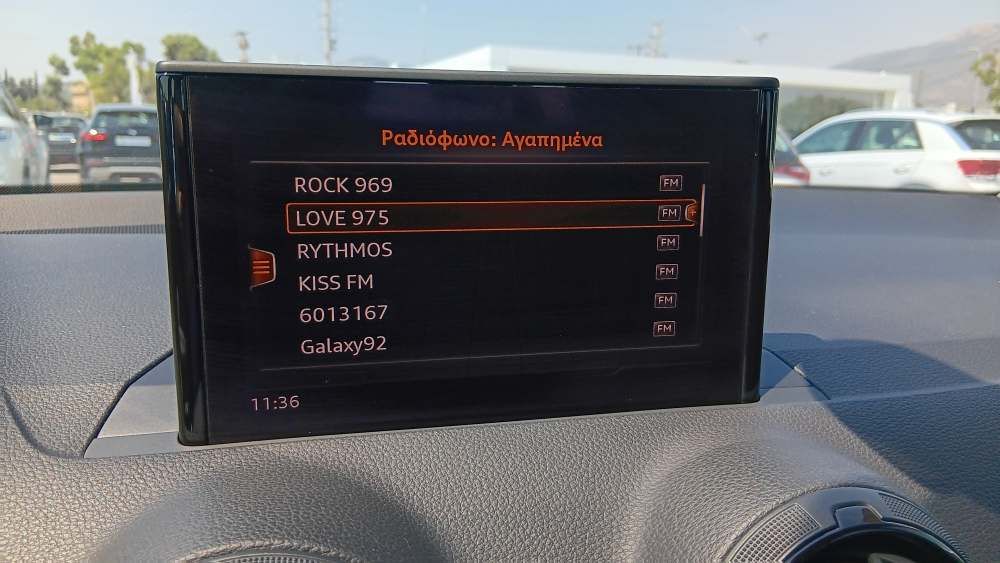 Ραδιόφωνο: Αγαπημένα
ROCK 969 FM
LOVE 975 FM
RYTHMOS FM
KISS FM FM
6013167 FM
Galaxy92 FM
11:36